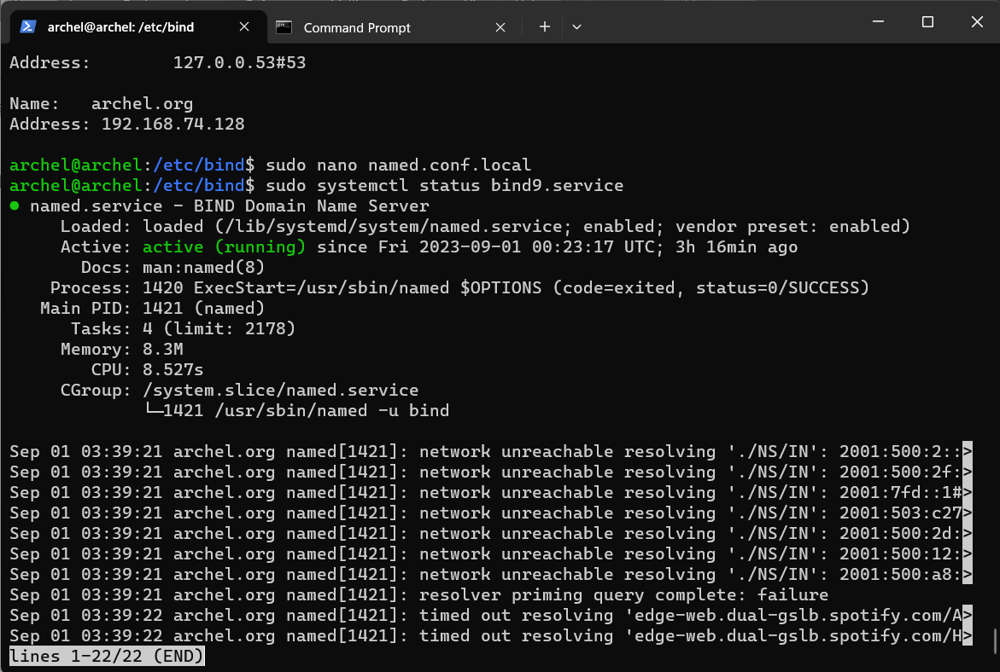 archel@archel: /etc/bind
Command Prompt
Address:        127.0.0.53#53
Name:   archel.org
Address: 192.168.74.128
archel@archel:/etc/bind$ sudo nano named.conf.local
archel@archel:/etc/bind$ sudo systemctl status bind9.service
● named.service - BIND Domain Name Server
     Loaded: loaded (/lib/systemd/system/named.service; enabled; vendor preset: enabled)
     Active: active (running) since Fri 2023-09-01 00:23:17 UTC; 3h 16min ago
       Docs: man:named(8)
    Process: 1420 ExecStart=/usr/sbin/named $OPTIONS (code=exited, status=0/SUCCESS)
   Main PID: 1421 (named)
      Tasks: 4 (limit: 2178)
     Memory: 8.3M
        CPU: 8.527s
     CGroup: /system.slice/named.service
             └─1421 /usr/sbin/named -u bind
Sep 01 03:39:21 archel.org named[1421]: network unreachable resolving './NS/IN': 2001:500:2::>
Sep 01 03:39:21 archel.org named[1421]: network unreachable resolving './NS/IN': 2001:500:2f:>
Sep 01 03:39:21 archel.org named[1421]: network unreachable resolving './NS/IN': 2001:7fd::1#>
Sep 01 03:39:21 archel.org named[1421]: network unreachable resolving './NS/IN': 2001:503:c27>
Sep 01 03:39:21 archel.org named[1421]: network unreachable resolving './NS/IN': 2001:500:2d:>
Sep 01 03:39:21 archel.org named[1421]: network unreachable resolving './NS/IN': 2001:500:12:>
Sep 01 03:39:21 archel.org named[1421]: network unreachable resolving './NS/IN': 2001:500:a8:>
Sep 01 03:39:21 archel.org named[1421]: resolver priming query complete: failure
Sep 01 03:39:22 archel.org named[1421]: timed out resolving 'edge-web.dual-gslb.spotify.com/A>
Sep 01 03:39:22 archel.org named[1421]: timed out resolving 'edge-web.dual-gslb.spotify.com/H>
lines 1-22/22 (END)